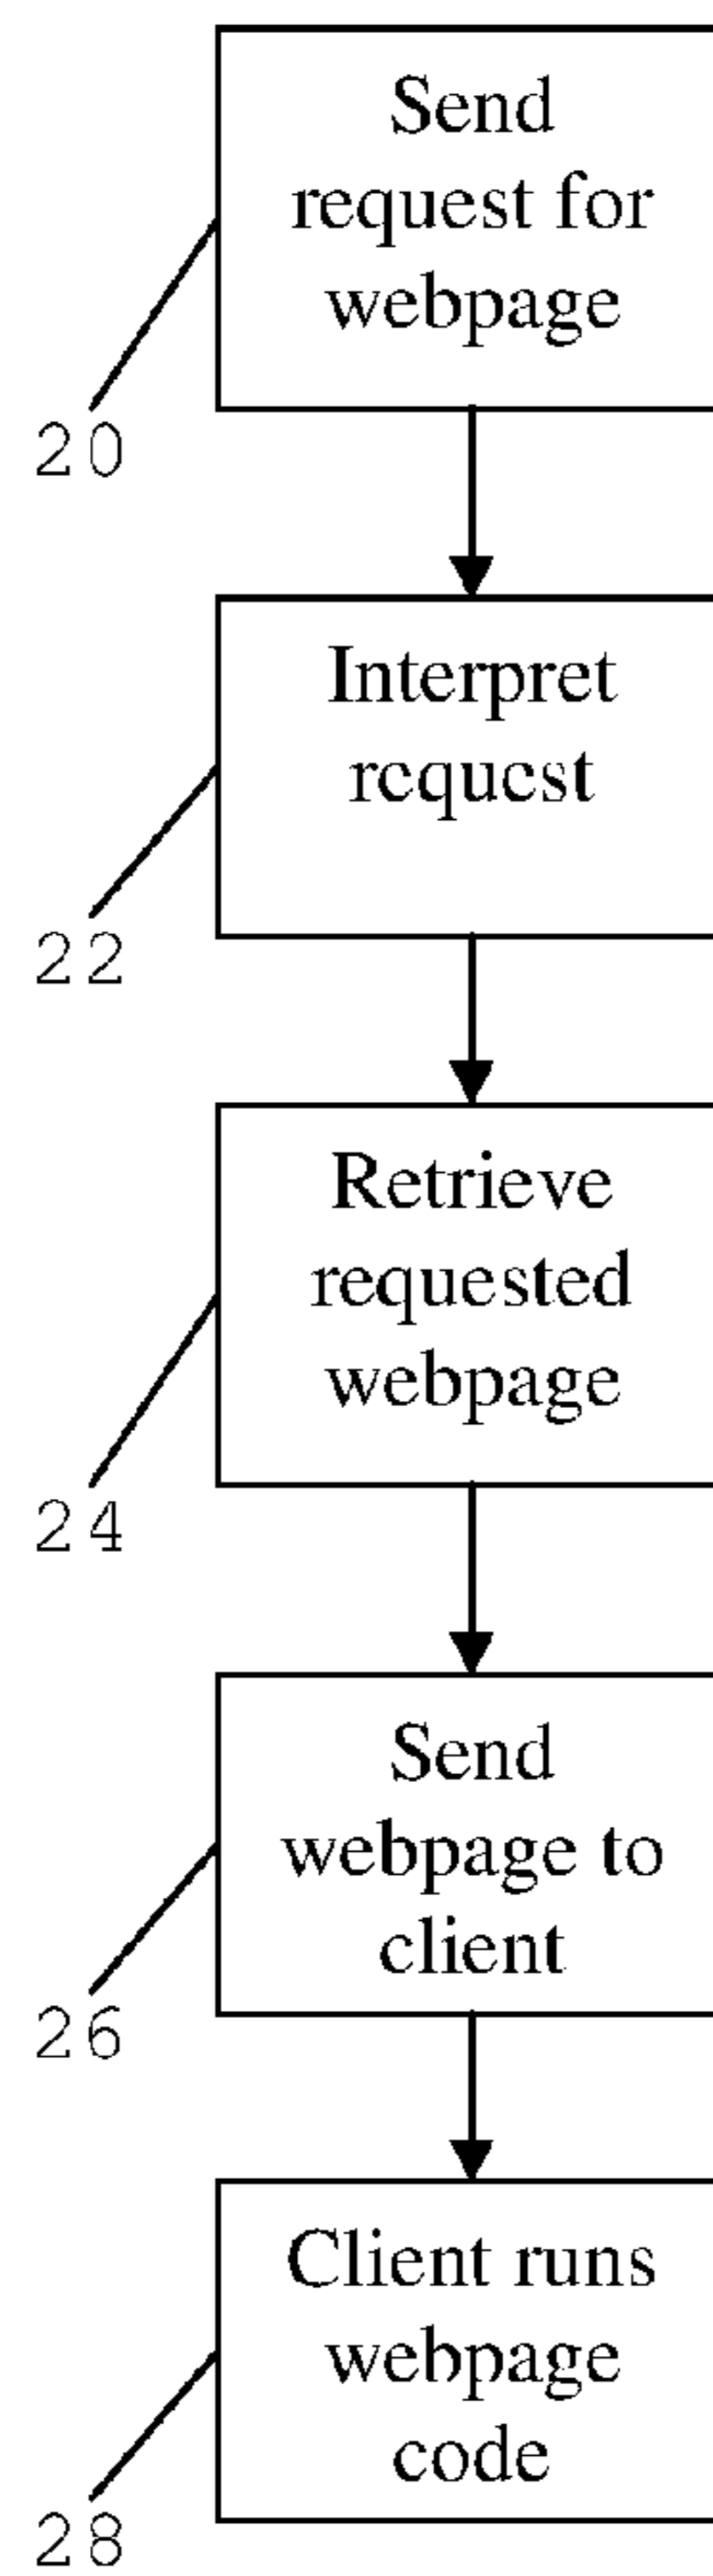 Send
request for
webpage
20
Interpret
request
22
Retrieve
requested
webpage
24
Send
webpage to
client
26
Client runs
webpage
code
28